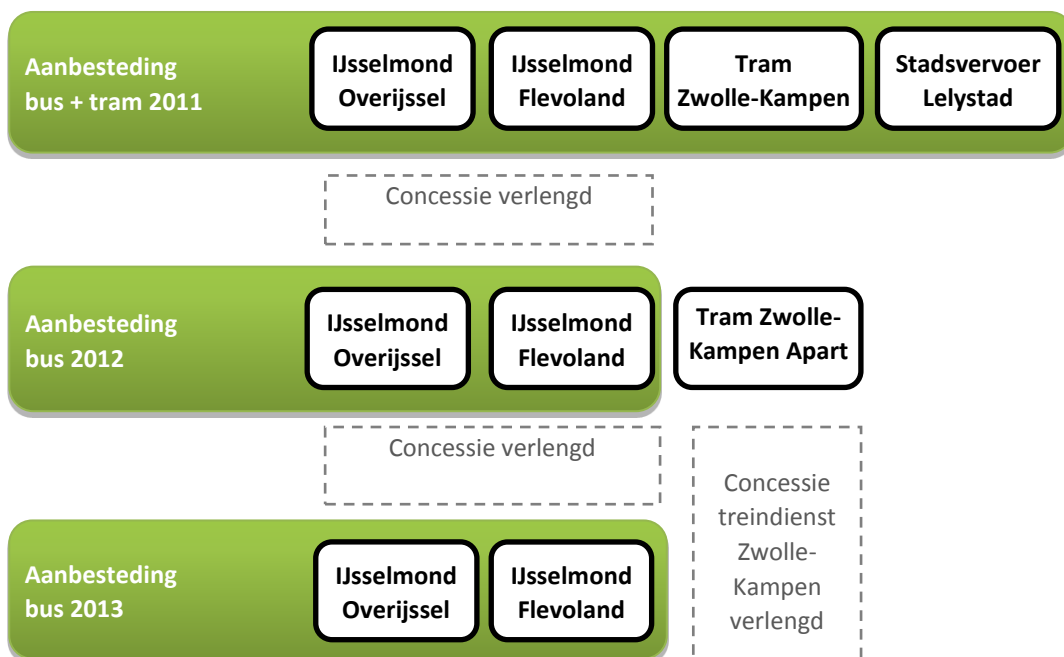 Aanbesteding
bus + tram 2011
IJsselmond
Overijssel
IJsselmond
Flevoland
Tram
Zwolle-Kampen
Stadsvervoer
Lelystad
Concessie verlengd
Aanbesteding
bus 2012
IJsselmond
Overijssel
IJsselmond
Flevoland
Tram Zwolle-
Kampen Apart
Concessie verlengd
Concessie
treindienst
Zwolle-
Kampen
verlengd
Aanbesteding
bus 2013
IJsselmond
Overijssel
IJsselmond
Flevoland